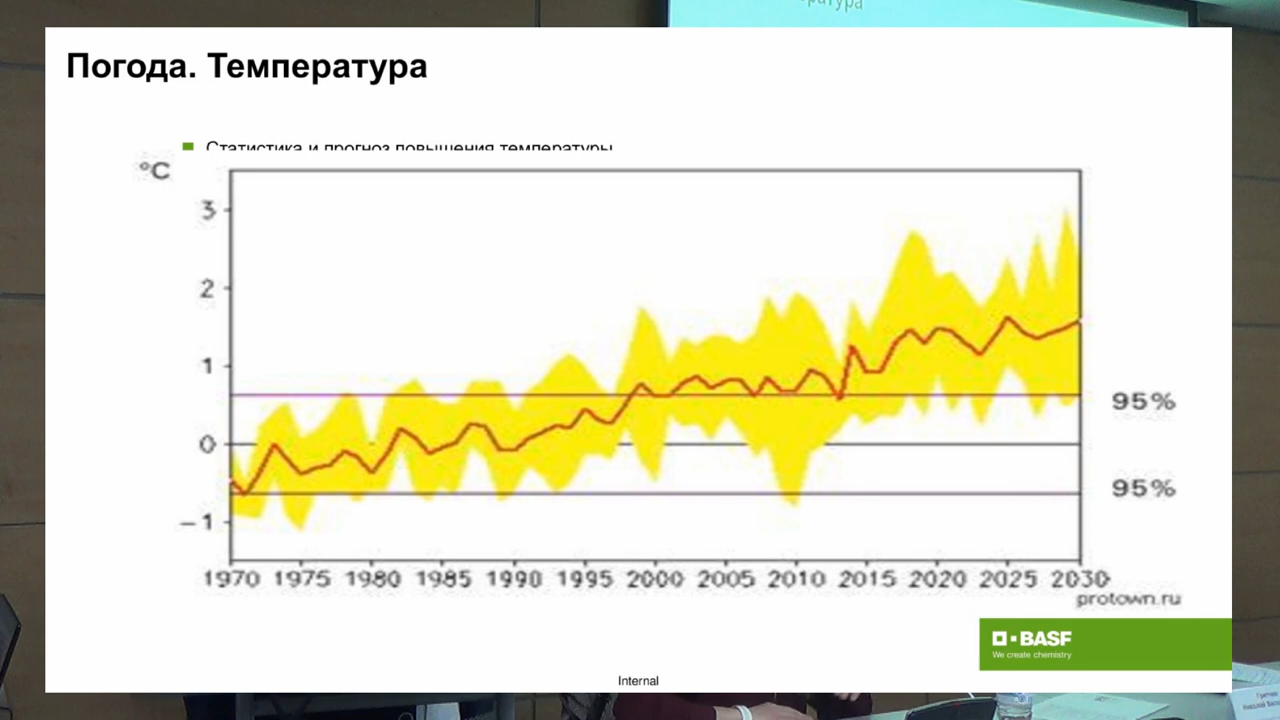 Погода. Температура
Статистика и прогноз повышения температуры
°C
3
2
1
0
-1
95%
95%
1970 1975 1980 1985 1990 1995 2000 2005 2010 2015 2020 2025 2030
protown.ru
BASF
We create chemistry
Internal